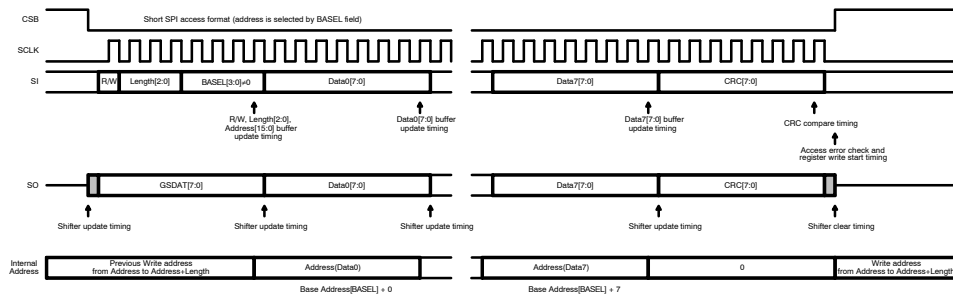 CSB
Short SPI access format (address is selected by BASEL field)
SCLK
SI
R/W
Length[2:0]
BASEL[3:0]≠0
Data0[7:0]
Data7[7:0]
CRC[7:0]
R/W, Length[2:0],
Address[15:0] buffer
update timing
Data0[7:0] buffer
update timing
Data7[7:0] buffer
update timing
CRC compare timing
Access error check and
register write start timing
SO
GSDAT[7:0]
Data0[7:0]
Data7[7:0]
CRC[7:0]
Shifter update timing
Shifter update timing
Shifter update timing
Shifter update timing
Shifter clear timing
Internal
Address
Previous Write address
from Address to Address+Length
Address(Data0)
Address(Data7)
0
Write address
from Address to Address+Length
Base Address[BASEL] + 0
Base Address[BASEL] + 7